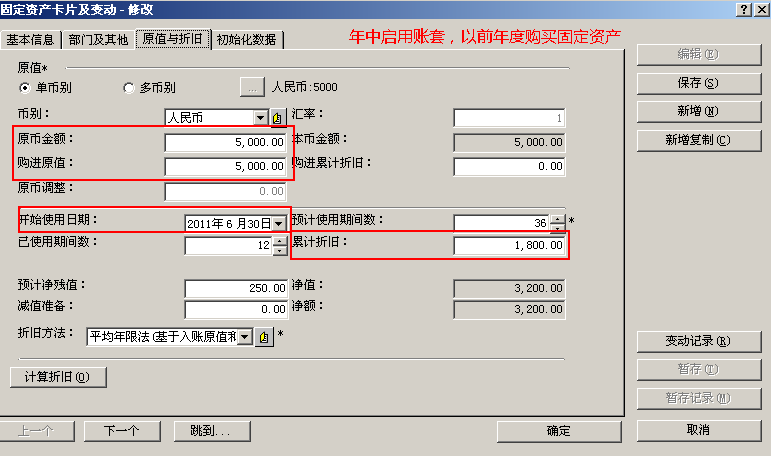 固定资产卡片及变动 - 修改
基本信息 部门及其他 原值与折旧 初始化数据
年中启用账套，以前年度购买固定资产
原值*
单币别 多币别 ... 人民币:5000
币别： 人民币 汇率： 1
原币金额： 5,000.00 本币金额： 5,000.00
购进原值： 5,000.00 购进累计折旧： 0.00
原币调整： 0.00
开始使用日期： 2011年 6 月30日 预计使用期间数： 36 *
已使用期间数： 12 累计折旧： 1,800.00
预计净残值： 250.00 净值： 3,200.00
减值准备： 0.00 净额： 3,200.00
折旧方法： 平均年限法(基于入账原值和 *
计算折旧(O)
编辑(E)
保存(S)
新增(N)
新增复制(C)
变动记录(R)
暂存(T)
暂存记录(M)
上一个 下一个 跳到... 确定 取消